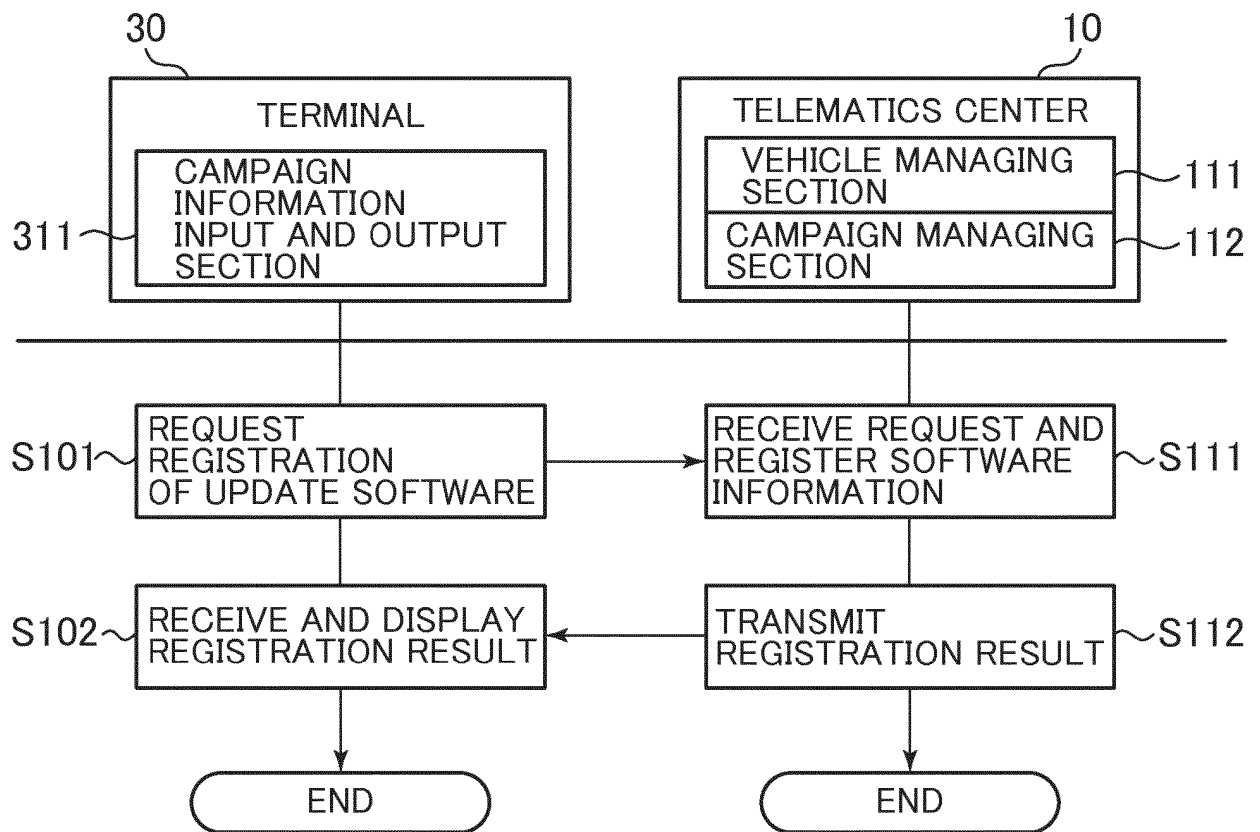 30
10
TERMINAL
TELEMATICS CENTER
CAMPAIGN
INFORMATION
INPUT AND OUTPUT
SECTION
311
VEHICLE MANAGING
SECTION
111
CAMPAIGN MANAGING
SECTION
112
S101
REQUEST
REGISTRATION
OF UPDATE SOFTWARE
RECEIVE REQUEST AND
REGISTER SOFTWARE
INFORMATION
S111
S102
RECEIVE AND DISPLAY
REGISTRATION RESULT
TRANSMIT
REGISTRATION RESULT
S112
END
END